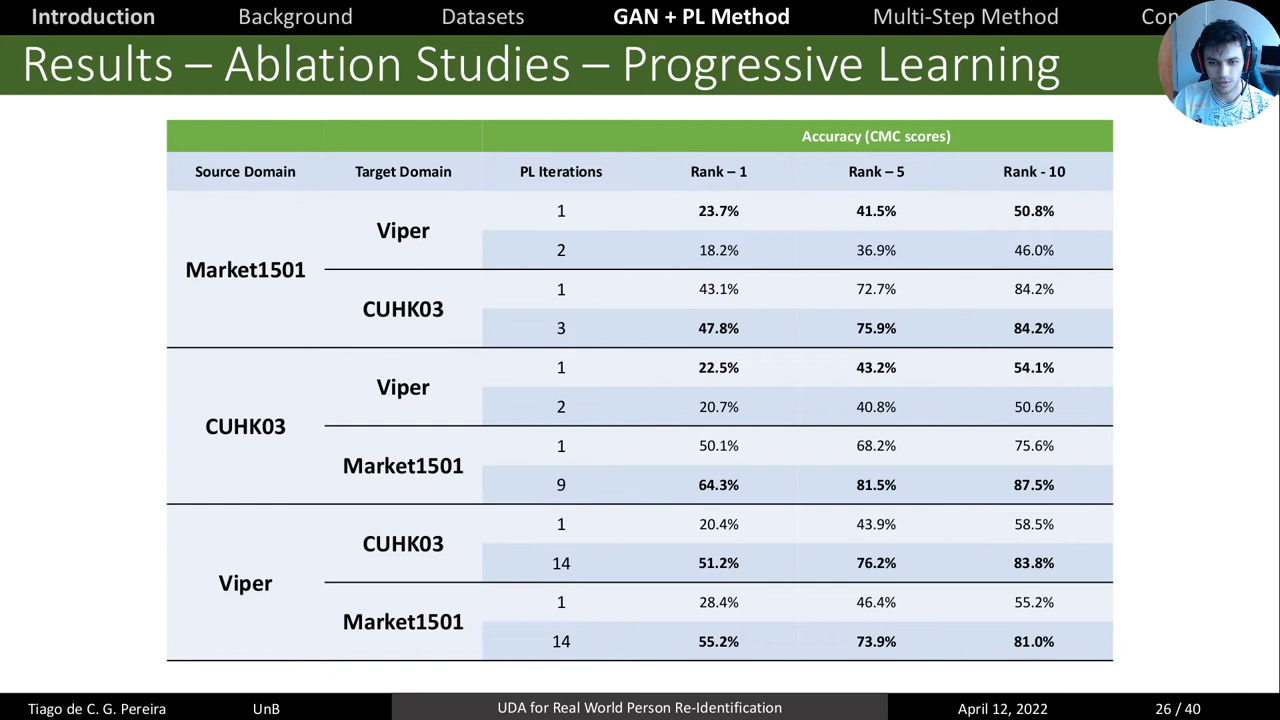 Introduction Background Datasets GAN + PL Method Multi-Step Method Con
Results – Ablation Studies – Progressive Learning
Accuracy (CMC scores)
Source Domain Target Domain PL Iterations Rank – 1 Rank – 5 Rank - 10
Market1501 Viper 1 23.7% 41.5% 50.8%
2 18.2% 36.9% 46.0%
CUHK03 1 43.1% 72.7% 84.2%
3 47.8% 75.9% 84.2%
CUHK03 Viper 1 22.5% 43.2% 54.1%
2 20.7% 40.8% 50.6%
Market1501 1 50.1% 68.2% 75.6%
9 64.3% 81.5% 87.5%
Viper CUHK03 1 20.4% 43.9% 58.5%
14 51.2% 76.2% 83.8%
Market1501 1 28.4% 46.4% 55.2%
14 55.2% 73.9% 81.0%
Tiago de C. G. Pereira UnB UDA for Real World Person Re-Identification April 12, 2022 26 / 40